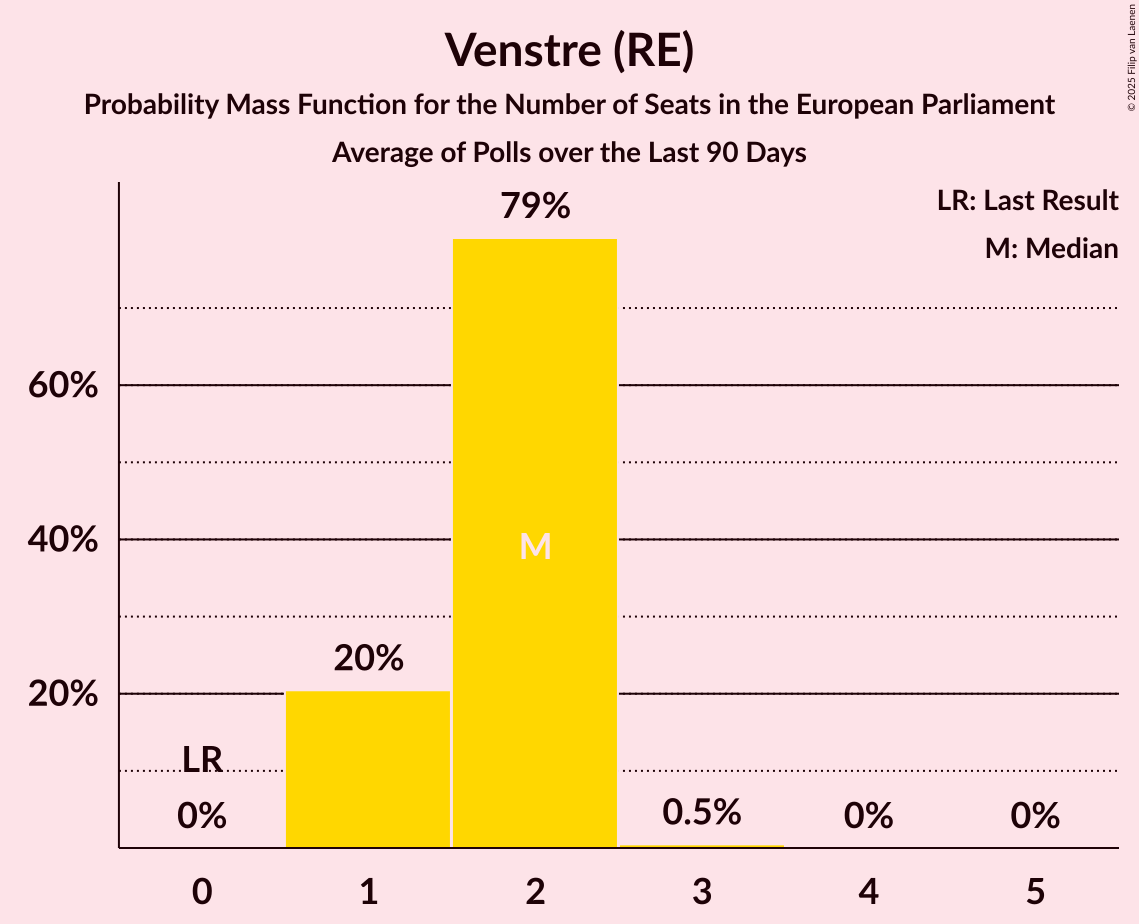 Venstre (RE)
Probability Mass Function for the Number of Seats in the European Parliament
Average of Polls over the Last 90 Days
© 2025 Filip van Laenen
LR: Last Result
M: Median
79%
60%
40%
M
20%
20%
LR
0%
0.5%
0%
0%
0 1 2 3 4 5